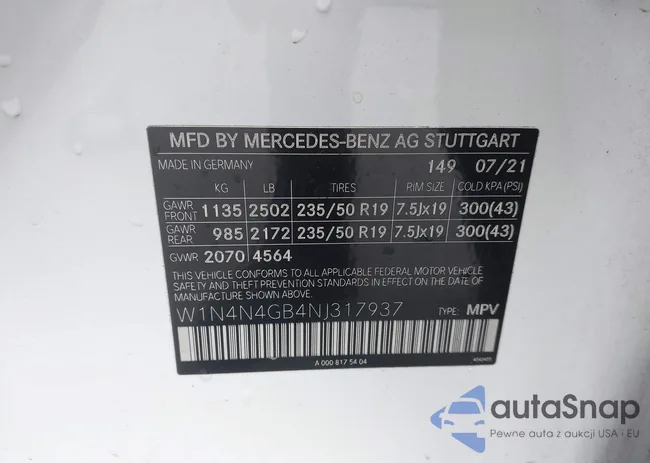 MFD BY MERCEDES-BENZ AG STUTTGART
MADE IN GERMANY 149 07/21
KG LB TIRES RIM SIZE COLD KPA (PSI)
GAWR FRONT 1135 2502 235/50 R19 7.5Jx19 300(43)
GAWR REAR 985 2172 235/50 R19 7.5Jx19 300(43)
GVWR 2070 4564
THIS VEHICLE CONFORMS TO ALL APPLICABLE FEDERAL MOTOR VEHICLE
SAFETY AND THEFT PREVENTION STANDARDS IN EFFECT ON THE DATE OF
MANUFACTURE SHOWN ABOVE.
W1N4N4GB4NJ317937 TYPE: MPV
A 000 817 54 04
autaSnap
Pewne auta z aukcji USA i EU